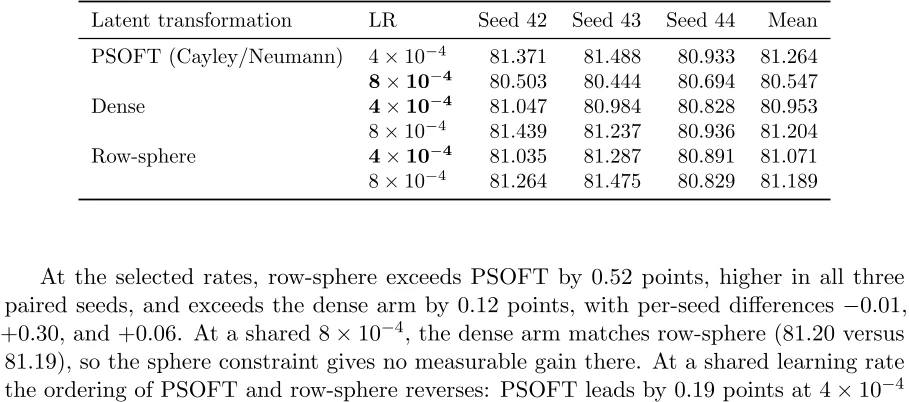 Latent transformation LR Seed 42 Seed 43 Seed 44 Mean
PSOFT (Cayley/Neumann) 4 × 10⁻⁴ 81.371 81.488 80.933 81.264
8 × 10⁻⁴ 80.503 80.444 80.694 80.547
Dense 4 × 10⁻⁴ 81.047 80.984 80.828 80.953
8 × 10⁻⁴ 81.439 81.237 80.936 81.204
Row-sphere 4 × 10⁻⁴ 81.035 81.287 80.891 81.071
8 × 10⁻⁴ 81.264 81.475 80.829 81.189
At the selected rates, row-sphere exceeds PSOFT by 0.52 points, higher in all three
paired seeds, and exceeds the dense arm by 0.12 points, with per-seed differences −0.01,
+0.30, and +0.06. At a shared 8 × 10⁻⁴, the dense arm matches row-sphere (81.20 versus
81.19), so the sphere constraint gives no measurable gain there. At a shared learning rate
the ordering of PSOFT and row-sphere reverses: PSOFT leads by 0.19 points at 4 × 10⁻⁴